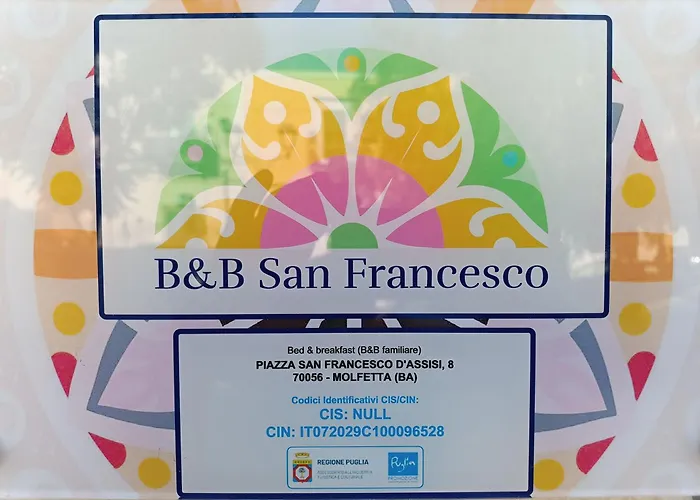 B&B San Francesco
Bed & breakfast (B&B familiare)
PIAZZA SAN FRANCESCO D'ASSISI, 8
70056 - MOLFETTA (BA)
Codici Identificativi CIS/CIN:
CIS: NULL
CIN: IT072029C100096528
REGIONE PUGLIA
Puglia